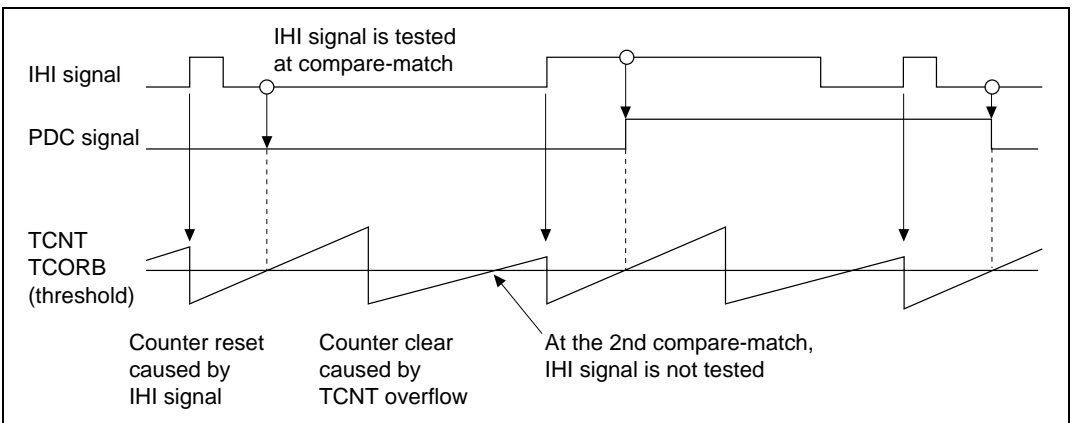 IHI signal is tested
at compare-match
IHI signal
PDC signal
TCNT
TCORB
(threshold)
Counter reset
caused by
IHI signal
Counter clear
caused by
TCNT overflow
At the 2nd compare-match,
IHI signal is not tested